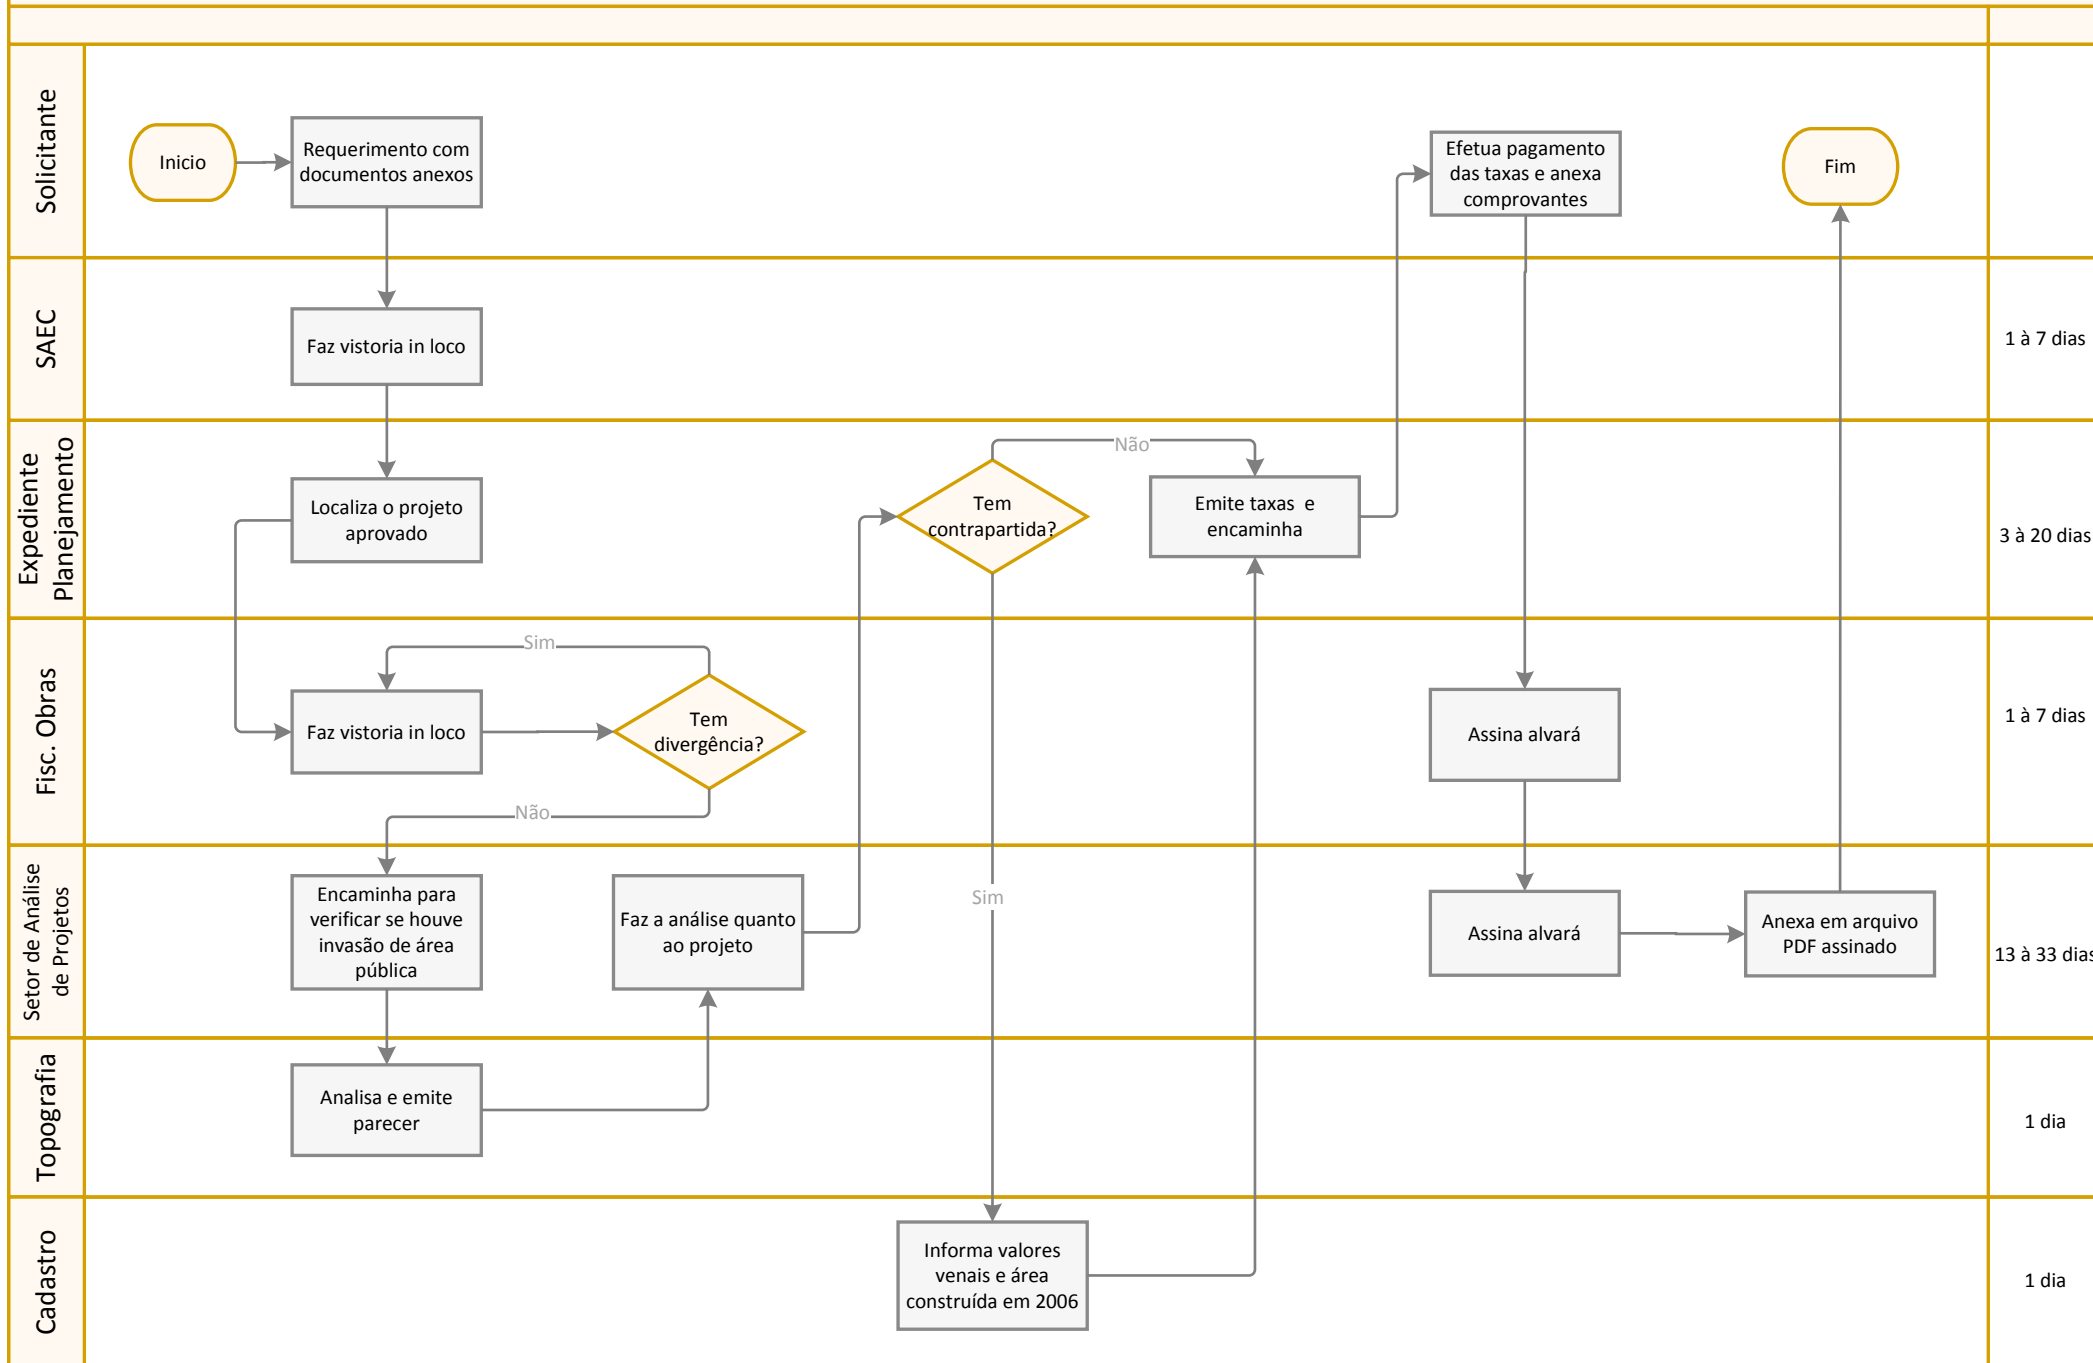 Solicitante
Inicio
Requerimento com
documentos anexos
Efetua pagamento
das taxas e anexa
comprovantes
Fim
SAEC
Faz vistoria in loco
1 à 7 dias
Expediente
Planejamento
Localiza o projeto
aprovado
Tem
contrapartida?
Não
Emite taxas e
encaminha
3 à 20 dias
Fisc. Obras
Sim
Faz vistoria in loco
Tem
divergência?
Não
Assina alvará
1 à 7 dias
Setor de Análise
de Projetos
Encaminha para
verificar se houve
invasão de área
pública
Faz a análise quanto
ao projeto
Sim
Assina alvará
Anexa em arquivo
PDF assinado
13 à 33 dias
Topografia
Analisa e emite
parecer
1 dia
Cadastro
Informa valores
venais e área
construída em 2006
1 dia